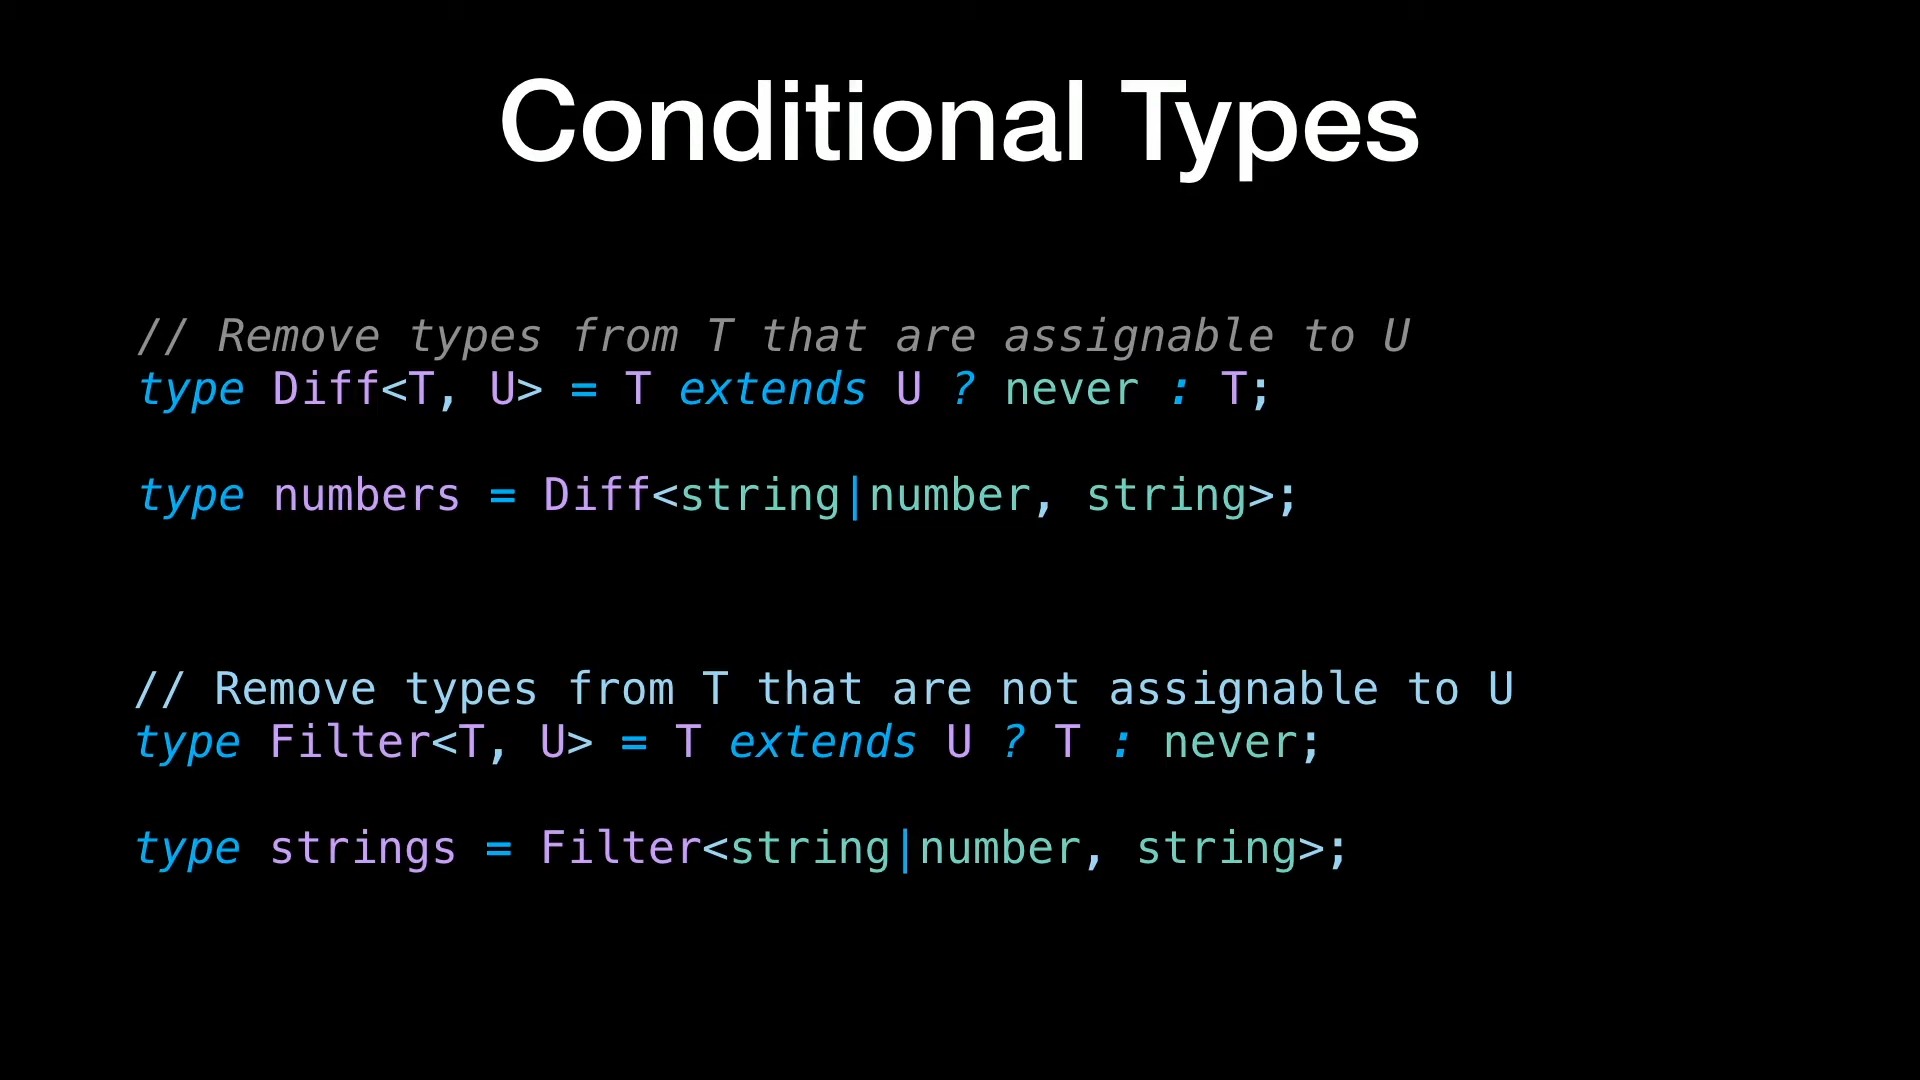 Conditional Types
// Remove types from T that are assignable to U
type Diff<T, U> = T extends U ? never : T;
type numbers = Diff<string|number, string>;
// Remove types from T that are not assignable to U
type Filter<T, U> = T extends U ? T : never;
type strings = Filter<string|number, string>;